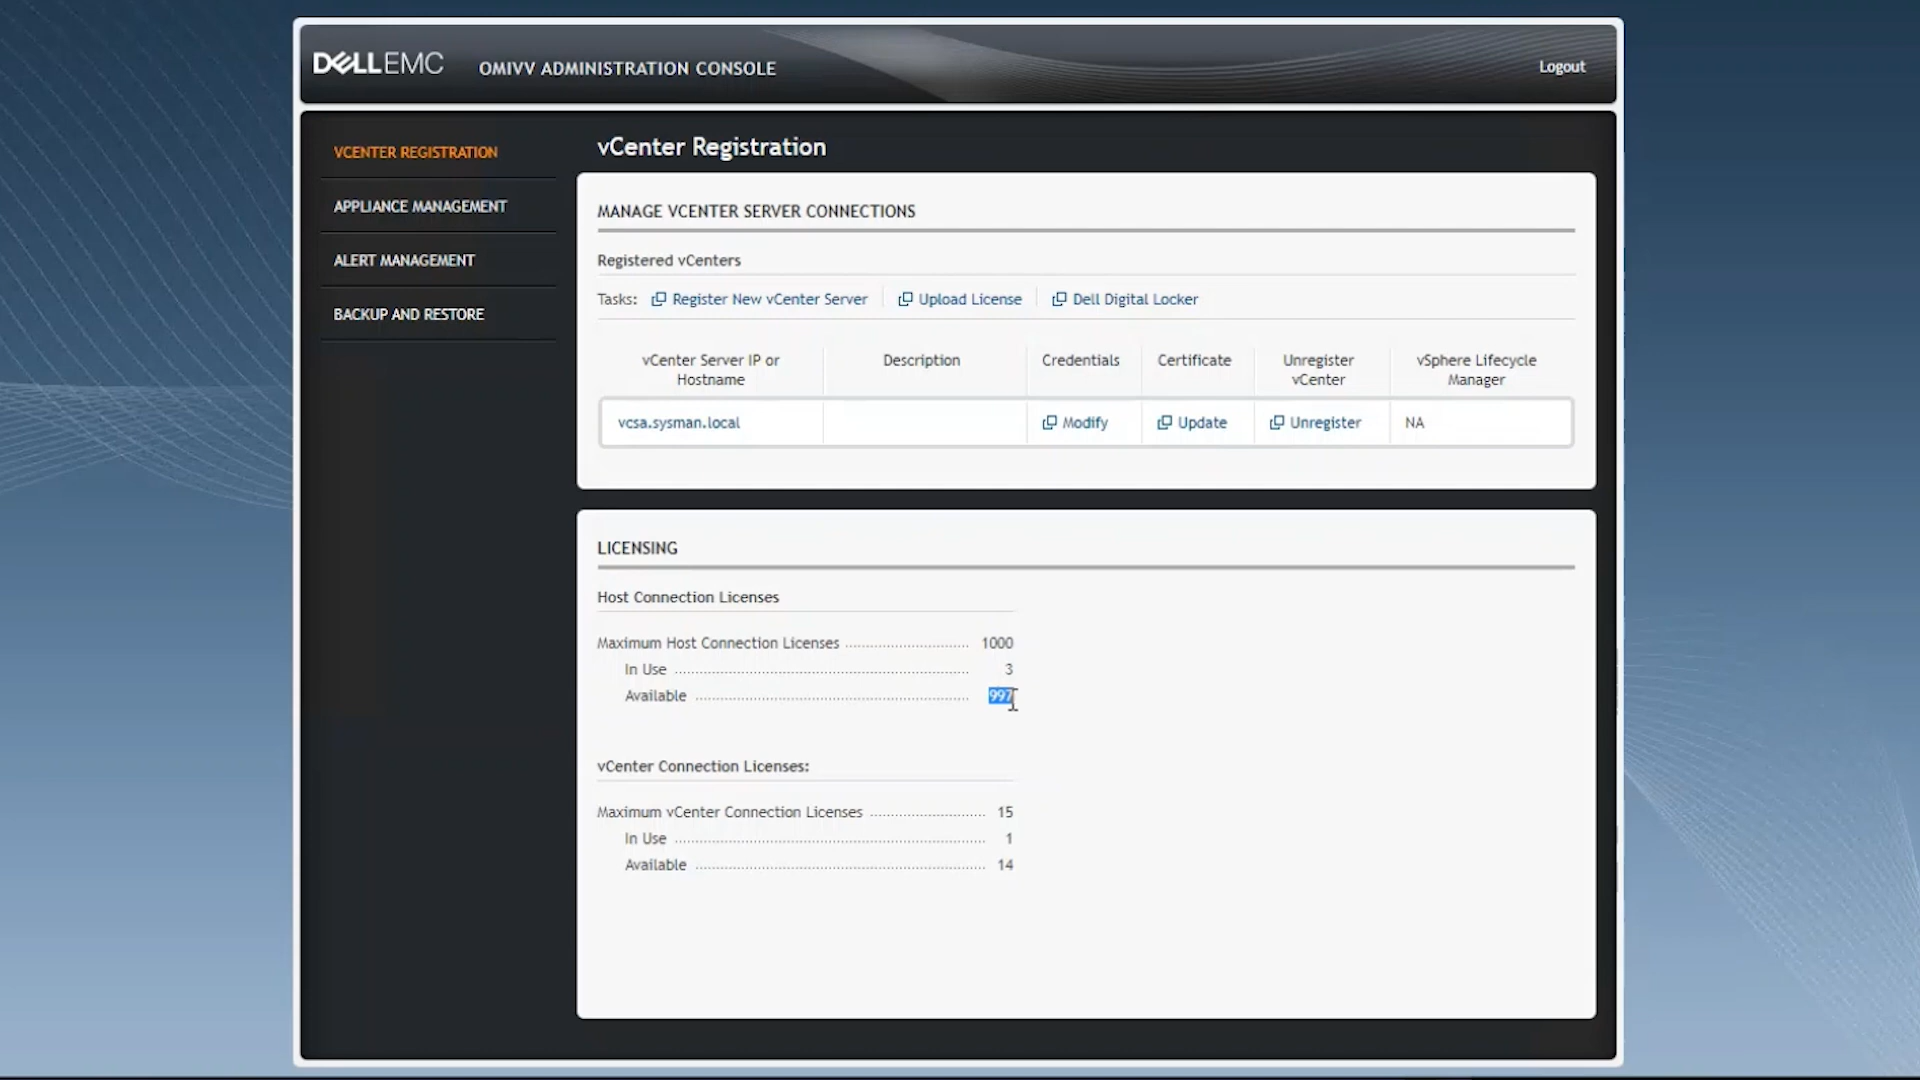 DELLEMC OMIVV ADMINISTRATION CONSOLE Logout
VCENTER REGISTRATION
APPLIANCE MANAGEMENT
ALERT MANAGEMENT
BACKUP AND RESTORE
vCenter Registration
MANAGE VCENTER SERVER CONNECTIONS
Registered vCenters
Tasks: Register New vCenter Server Upload License Dell Digital Locker
vCenter Server IP or Hostname Description Credentials Certificate Unregister vCenter vSphere Lifecycle Manager
vcsa.sysman.local Modify Update Unregister NA
LICENSING
Host Connection Licenses
Maximum Host Connection Licenses 1000
In Use 3
Available 997
vCenter Connection Licenses:
Maximum vCenter Connection Licenses 15
In Use 1
Available 14